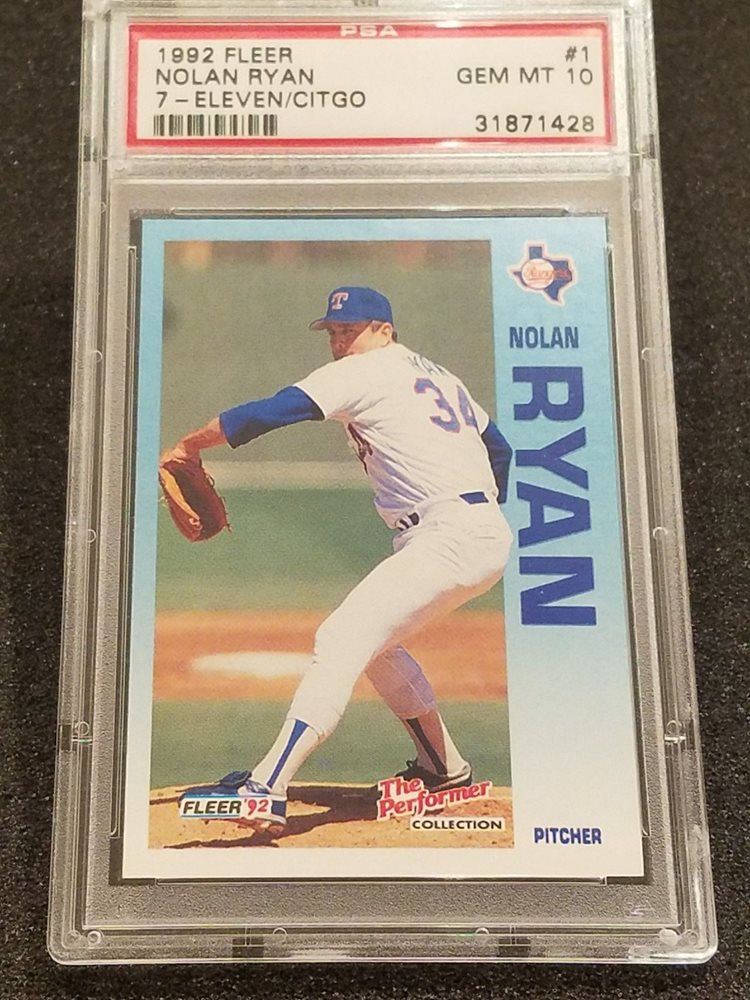 PSA
1992 FLEER #1
NOLAN RYAN GEM MT 10
7-ELEVEN/CITGO
31871428
Rangers
NOLAN
RYAN
T
34
FLEER '92
The
Performer
COLLECTION
PITCHER